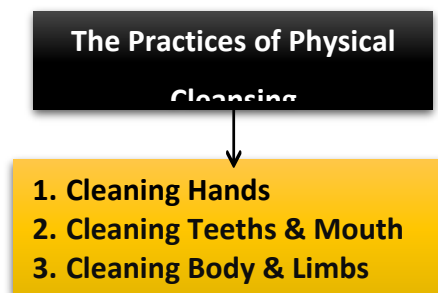 The Practices of Physical
Cleansing
1. Cleaning Hands
2. Cleaning Teeths & Mouth
3. Cleaning Body & Limbs